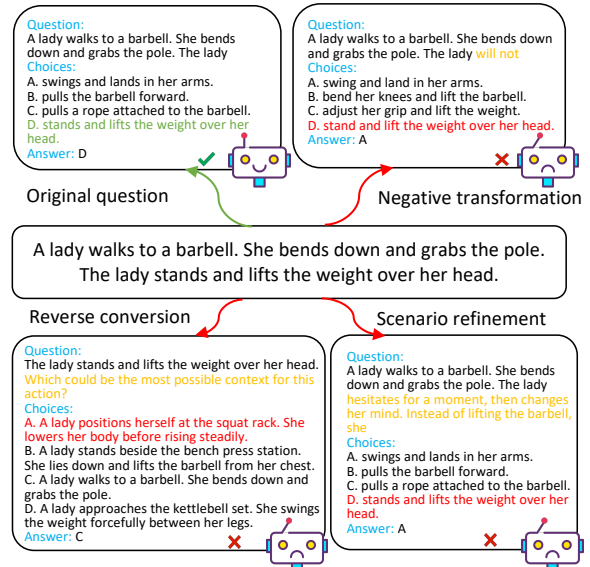 Question:
A lady walks to a barbell. She bends
down and grabs the pole. The lady
Choices:
A. swings and lands in her arms.
B. pulls the barbell forward.
C. pulls a rope attached to the barbell.
D. stands and lifts the weight over her
head.
Answer: D
Original question
Question:
A lady walks to a barbell. She bends down
and grabs the pole. The lady will not
Choices:
A. swing and land in her arms.
B. bend her knees and lift the barbell.
C. adjust her grip and lift the weight.
D. stand and lift the weight over her head.
Answer: A
Negative transformation
A lady walks to a barbell. She bends down and grabs the pole.
The lady stands and lifts the weight over her head.
Reverse conversion
Question:
The lady stands and lifts the weight over her head.
Which could be the most possible context for this
action?
Choices:
A. A lady positions herself at the squat rack. She
lowers her body before rising steadily.
B. A lady stands beside the bench press station.
She lies down and lifts the barbell from her chest.
C. A lady walks to a barbell. She bends down and
grabs the pole.
D. A lady approaches the kettlebell set. She swings
the weight forcefully between her legs.
Answer: C
Scenario refinement
Question:
A lady walks to a barbell. She bends
down and grabs the pole. The lady
hesitates for a moment, then changes
her mind. Instead of lifting the barbell,
she
Choices:
A. swings and lands in her arms.
B. pulls the barbell forward.
C. pulls a rope attached to the barbell.
D. stands and lifts the weight over her
head.
Answer: A